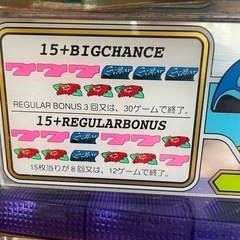 15+BIGCHANCE
REGULAR BONUS 3 回又は、30ゲームで終了。
15+REGULARBONUS
15枚当りが 8 回又は、12ゲームで終了。